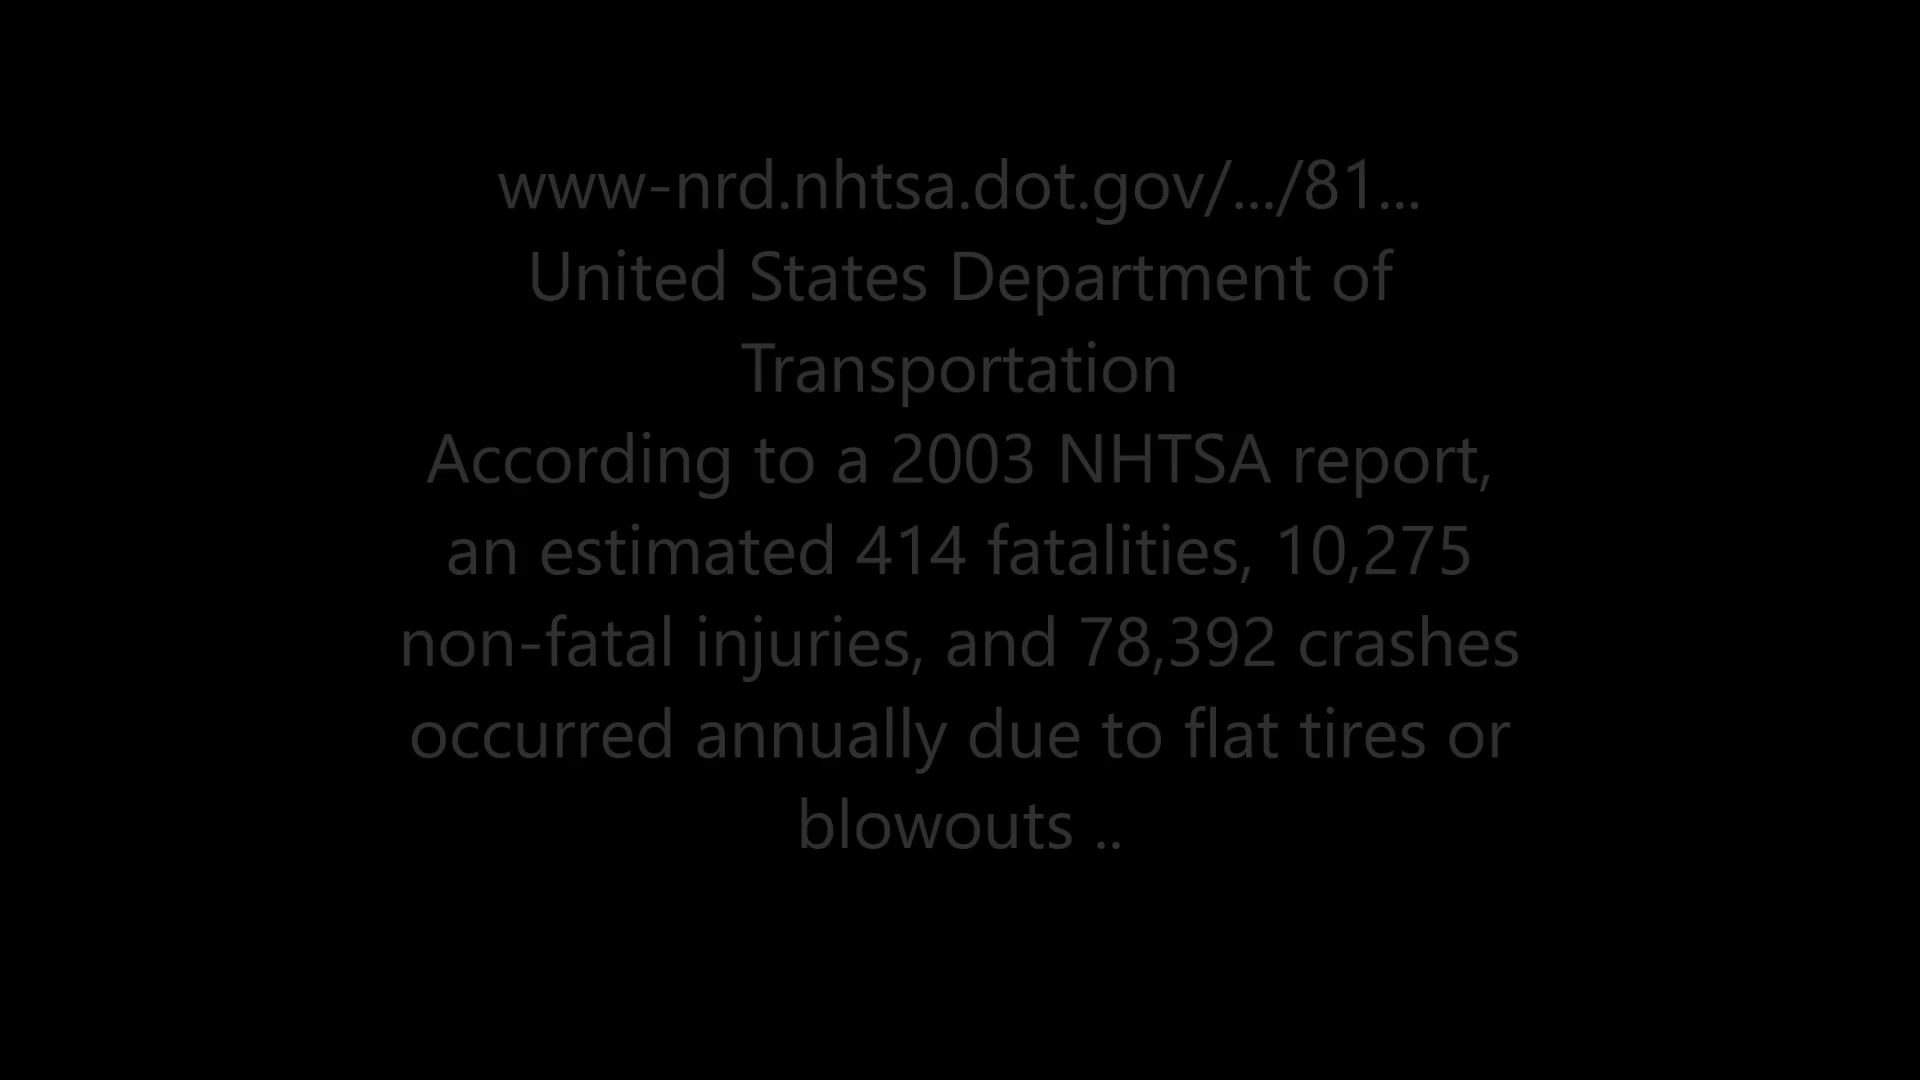 www-nrd.nhtsa.dot.gov/.../81...
United States Department of
Transportation
According to a 2003 NHTSA report,
an estimated 414 fatalities, 10,275
non-fatal injuries, and 78,392 crashes
occurred annually due to flat tires or
blowouts ..